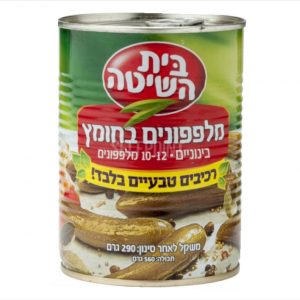 בית
השיטה
מלפפונים בחומץ
בינוניים • 10-12 מלפפונים
רכיבים טבעיים בלבד!
משקל לאחר סינון: 290 גרם
תכולה: 560 גרם